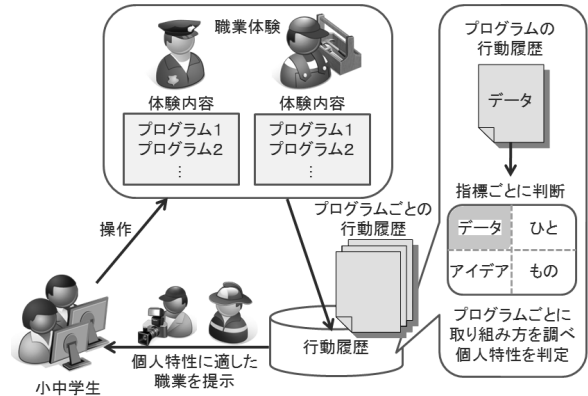 職業体験
体験内容
プログラム1
プログラム2
⋮
体験内容
プログラム1
プログラム2
⋮
操作
小中学生
個人特性に適した
職業を提示
プログラムごとの
行動履歴
行動履歴
プログラムの
行動履歴
データ
指標ごとに判断
データ
ひと
アイデア
もの
プログラムごとに
取り組み方を調べ
個人特性を判定